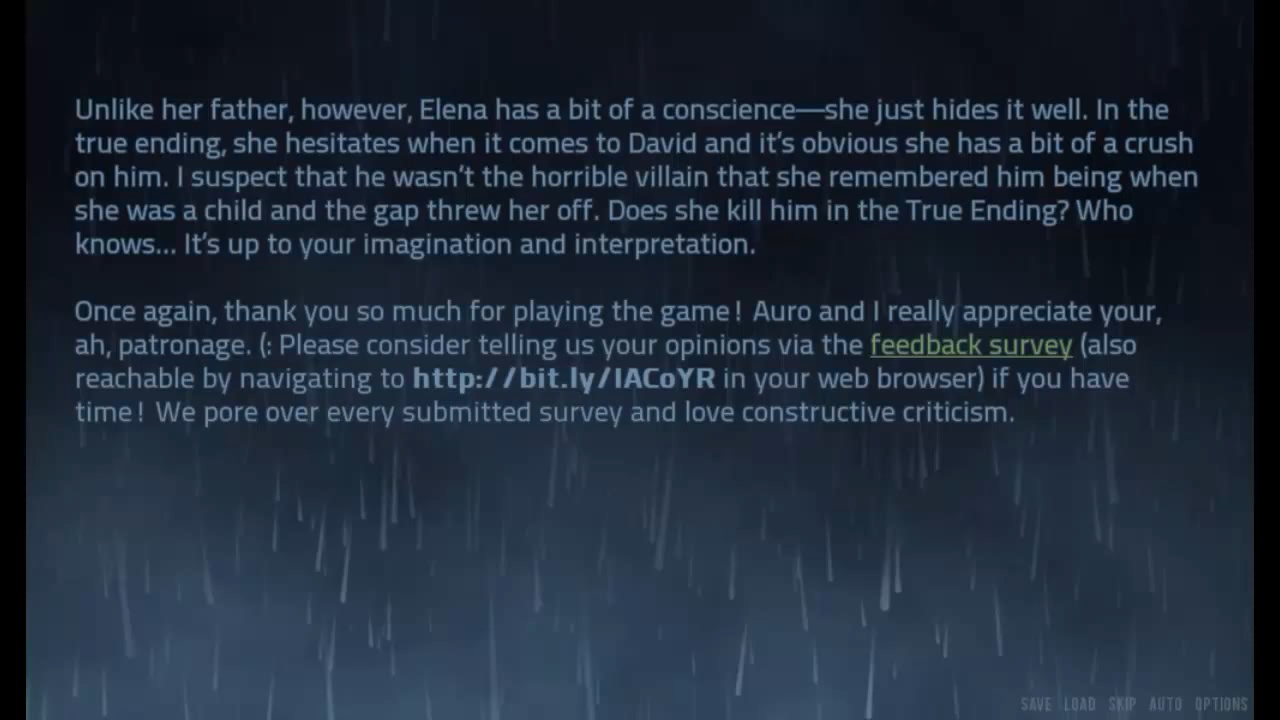 Unlike her father, however, Elena has a bit of a conscience—she just hides it well. In the
true ending, she hesitates when it comes to David and it's obvious she has a bit of a crush
on him. I suspect that he wasn't the horrible villain that she remembered him being when
she was a child and the gap threw her off. Does she kill him in the True Ending? Who
knows... It's up to your imagination and interpretation.
Once again, thank you so much for playing the game! Auro and I really appreciate your,
ah, patronage. (: Please consider telling us your opinions via the feedback survey (also
reachable by navigating to http://bit.ly/IACoYR in your web browser) if you have
time! We pore over every submitted survey and love constructive criticism.
SAVE LOAD SKIP AUTO OPTIONS